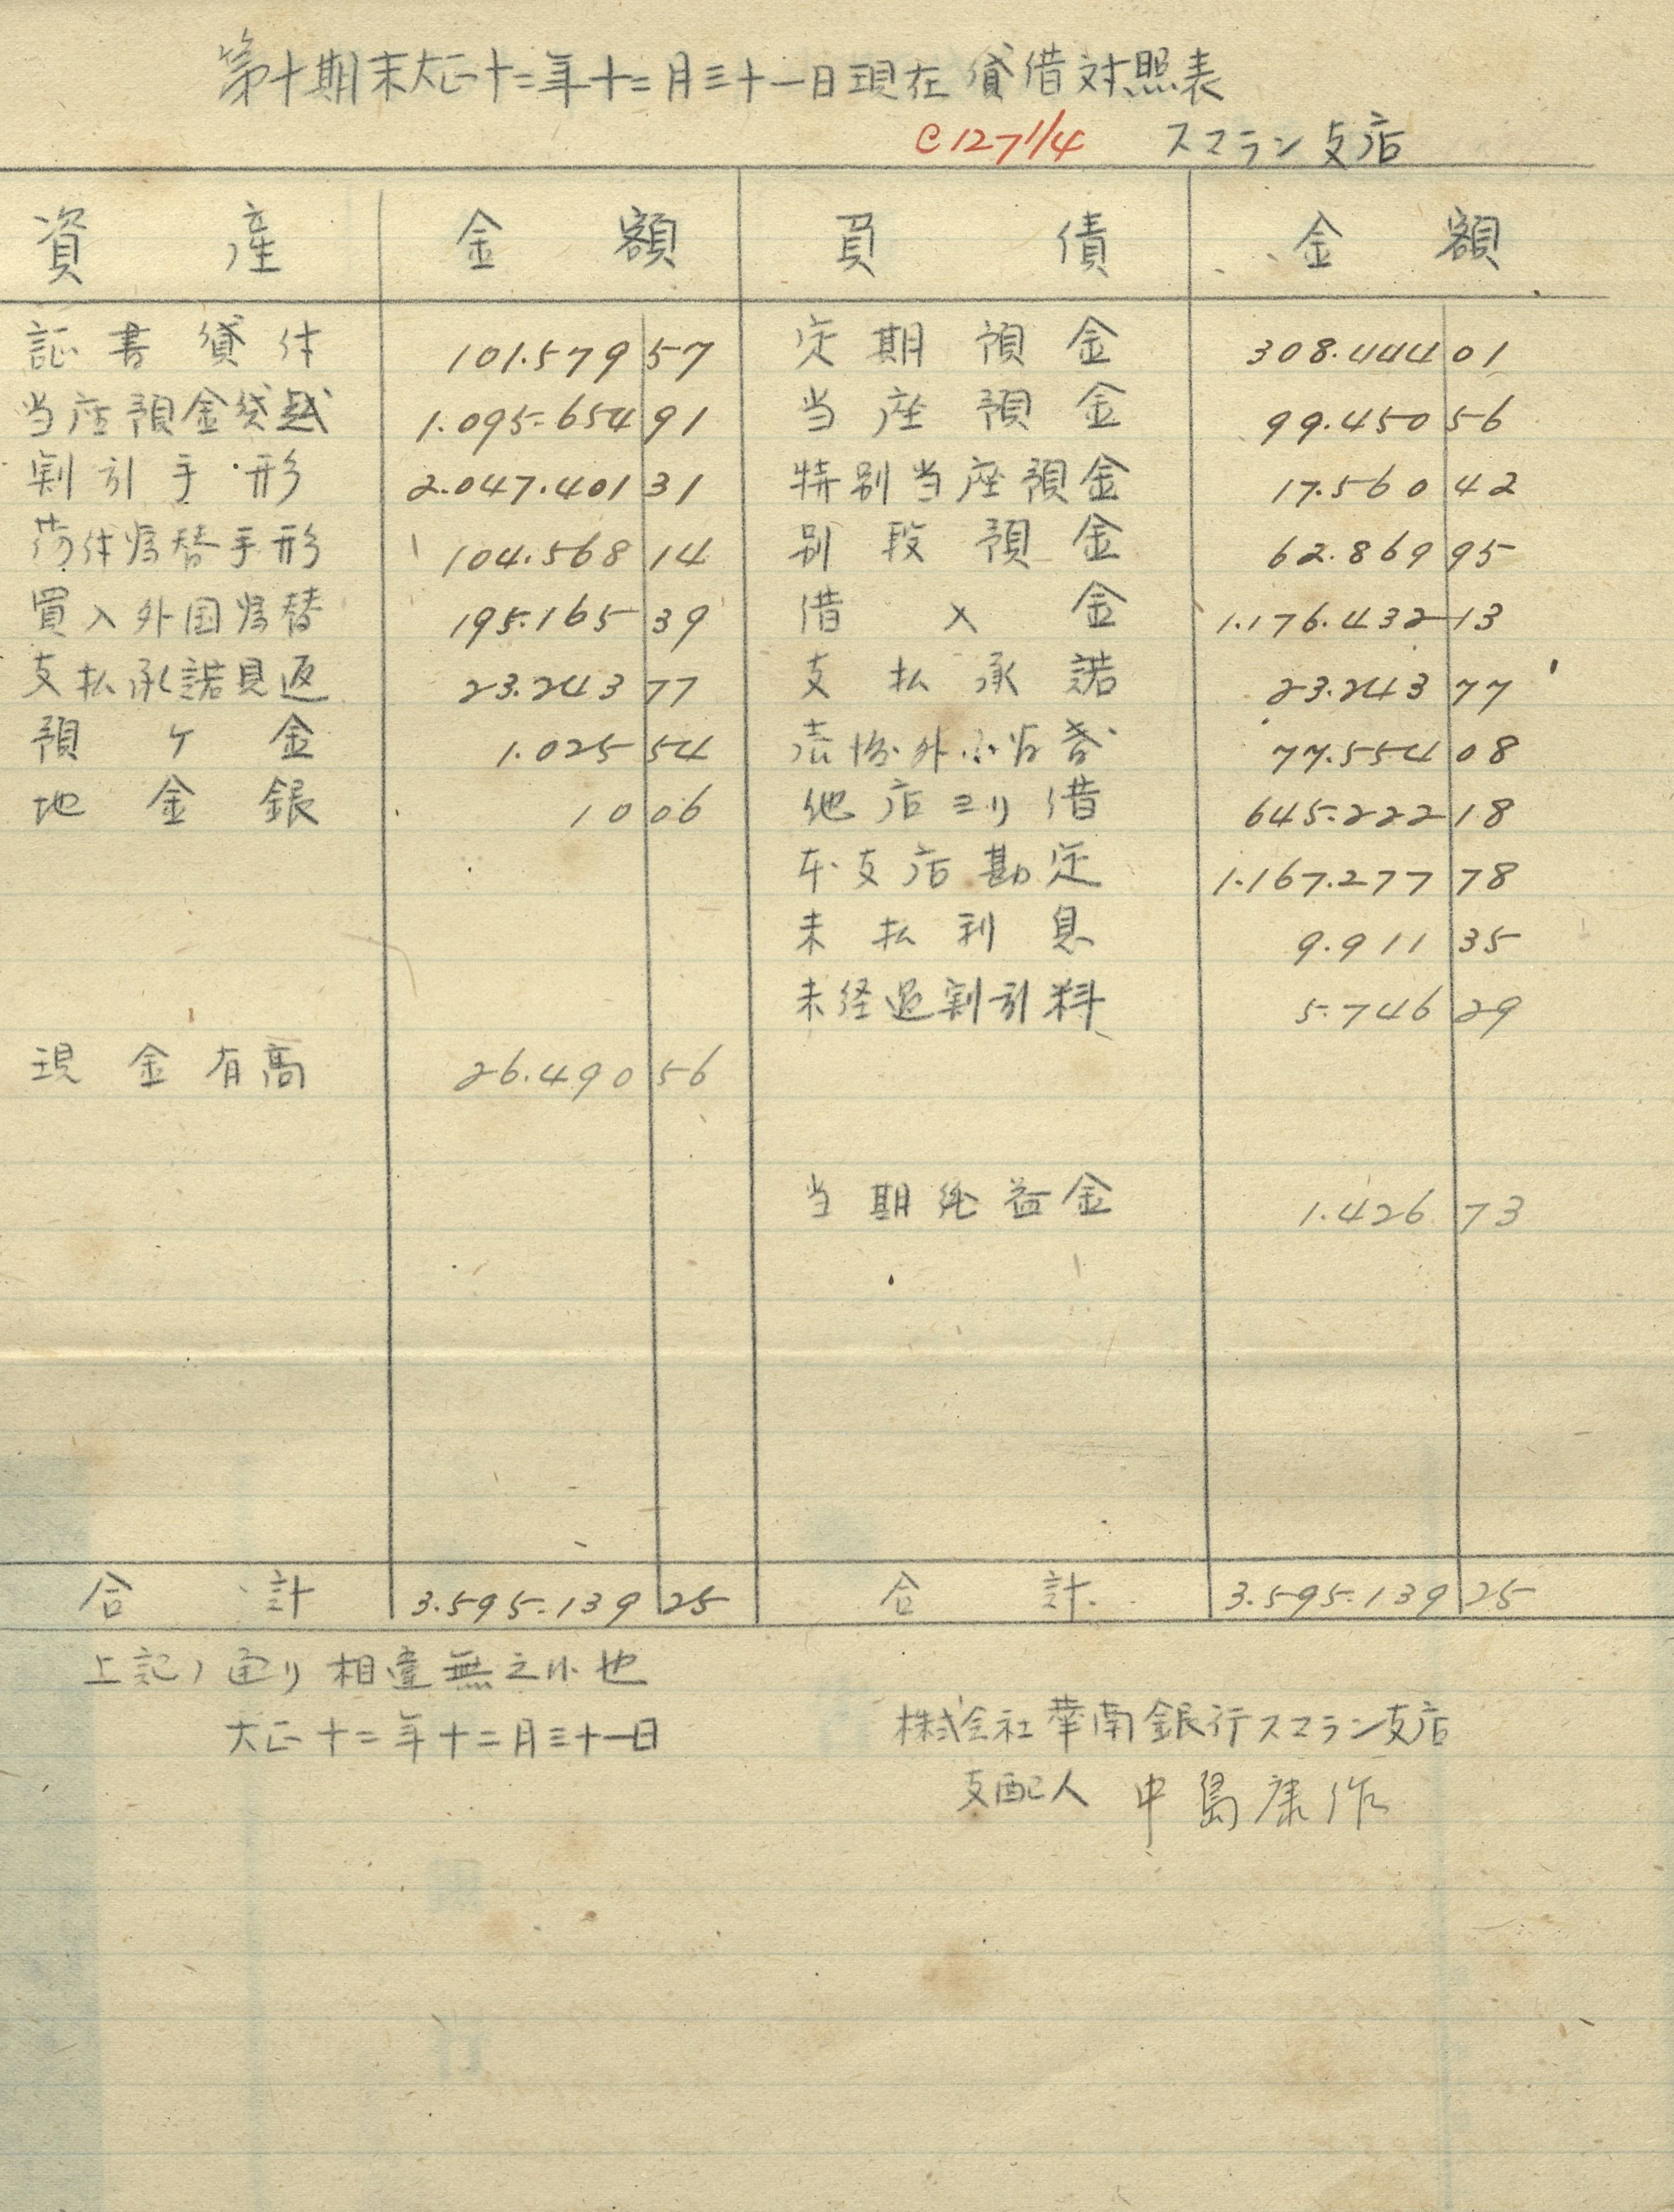 第十期末大正十二年十二月三十一日現在貸借対照表
@127 1/4 スマラン支店
資産 金額 負債 金額
証書貸付 101.579 57 定期預金 308.444 01
当座預金貸越 1.095.654 91 当座預金 99.450 56
割引手形 2.047.401 31 特別当座預金 17.560 42
荷付為替手形 104.568 14 別段預金 62.869 95
買入外国為替 195.165 39 借入金 1.176.432 13
支払承諾見返 23.243 77 支払承諾 23.243 77
預ケ金 1.025 54 売渡外国為替 77.554 08
地金銀 10 06 他店ヨリ借 645.222 18
本支店勘定 1.167.277 78
未払利息 9.911 35
未経過割引料 5.746 29
現金有高 26.490 56
当期純益金 1.426 73
合計 3.595.139 25 合計 3.595.139 25
上記ノ通リ相違無之候也
大正十二年十二月三十一日
株式会社華南銀行スマラン支店
支配人 中島康作